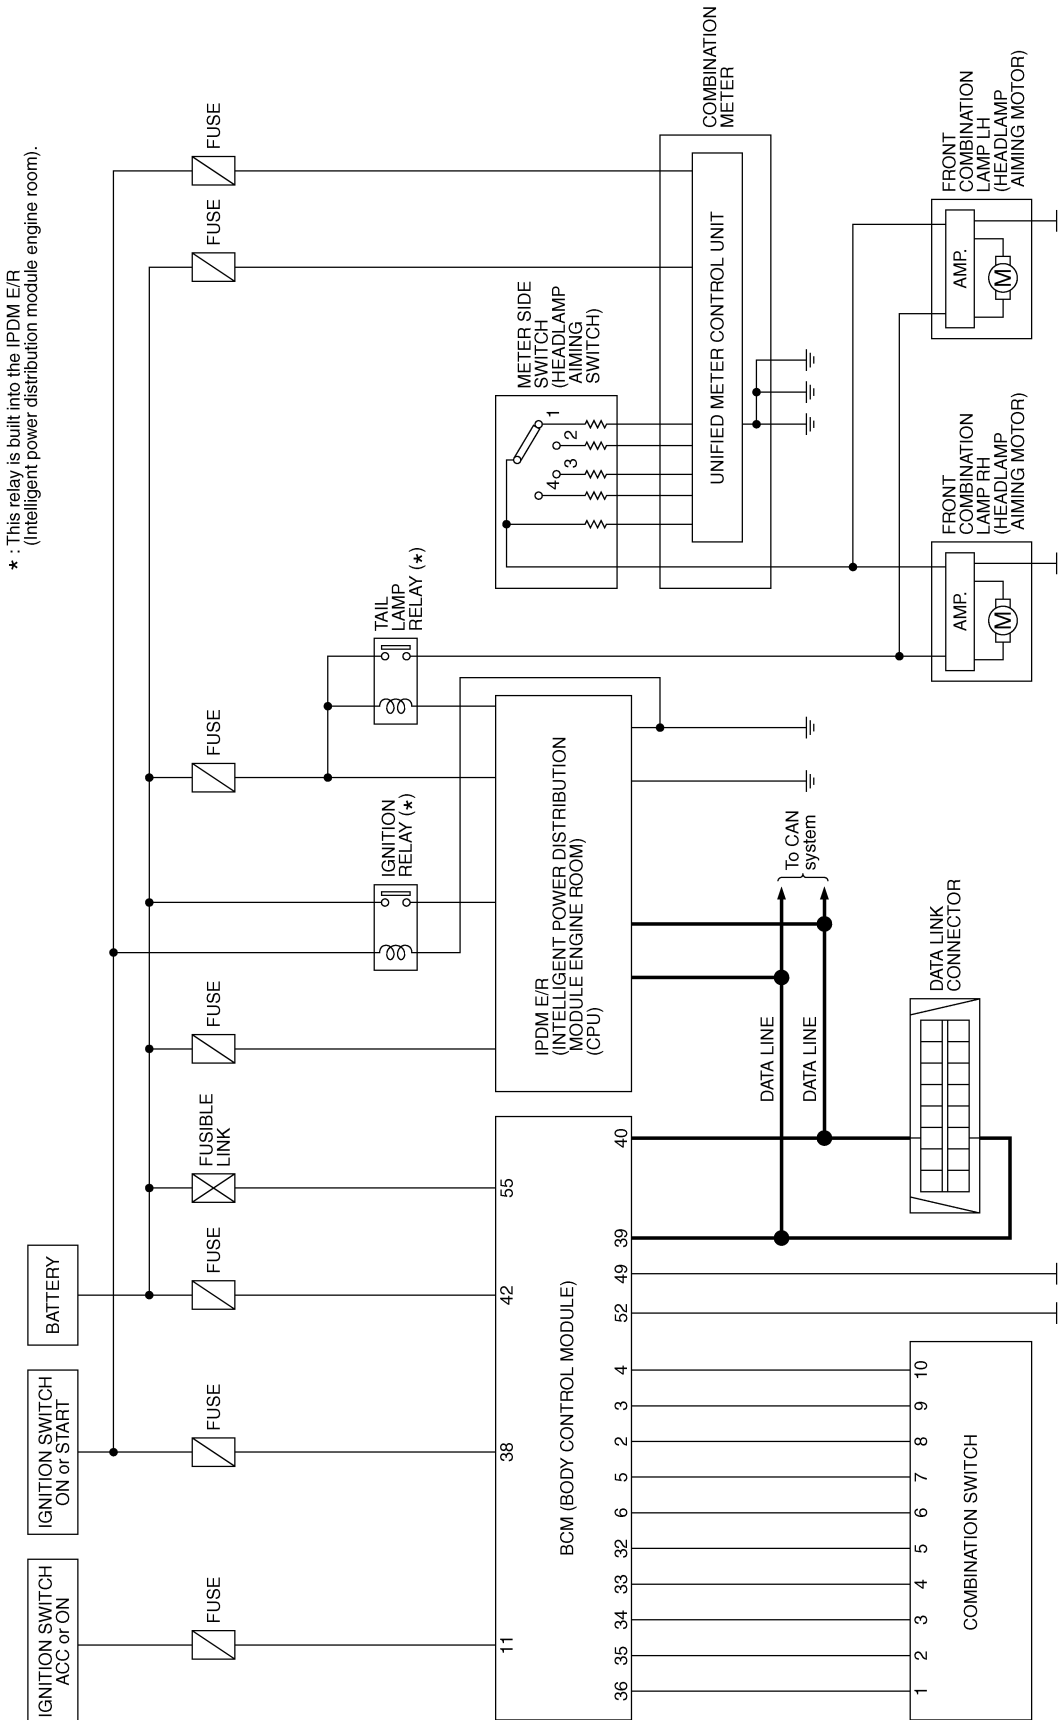 IGNITION SWITCH
ACC or ON
IGNITION SWITCH
ON or START
BATTERY
* : This relay is built into the IPDM E/R
(Intelligent power distribution module engine room).
FUSE
FUSE
FUSE
FUSIBLE
LINK
FUSE
FUSE
FUSE
FUSE
IGNITION
RELAY (*)
TAIL
LAMP
RELAY (*)
METER SIDE
SWITCH
(HEADLAMP
AIMING
SWITCH)
4
3
2
1
11
38
42
55
BCM (BODY CONTROL MODULE)
36
35
34
33
32
6
5
2
3
4
52
49
39
40
IPDM E/R
(INTELLIGENT POWER DISTRIBUTION
MODULE ENGINE ROOM)
(CPU)
UNIFIED METER CONTROL UNIT
COMBINATION
METER
DATA LINE
DATA LINE
To CAN
system
1
2
3
4
5
6
7
8
9
10
COMBINATION SWITCH
DATA LINK
CONNECTOR
FRONT
COMBINATION
LAMP RH
(HEADLAMP
AIMING MOTOR)
AMP.
M
FRONT
COMBINATION
LAMP LH
(HEADLAMP
AIMING MOTOR)
AMP.
M